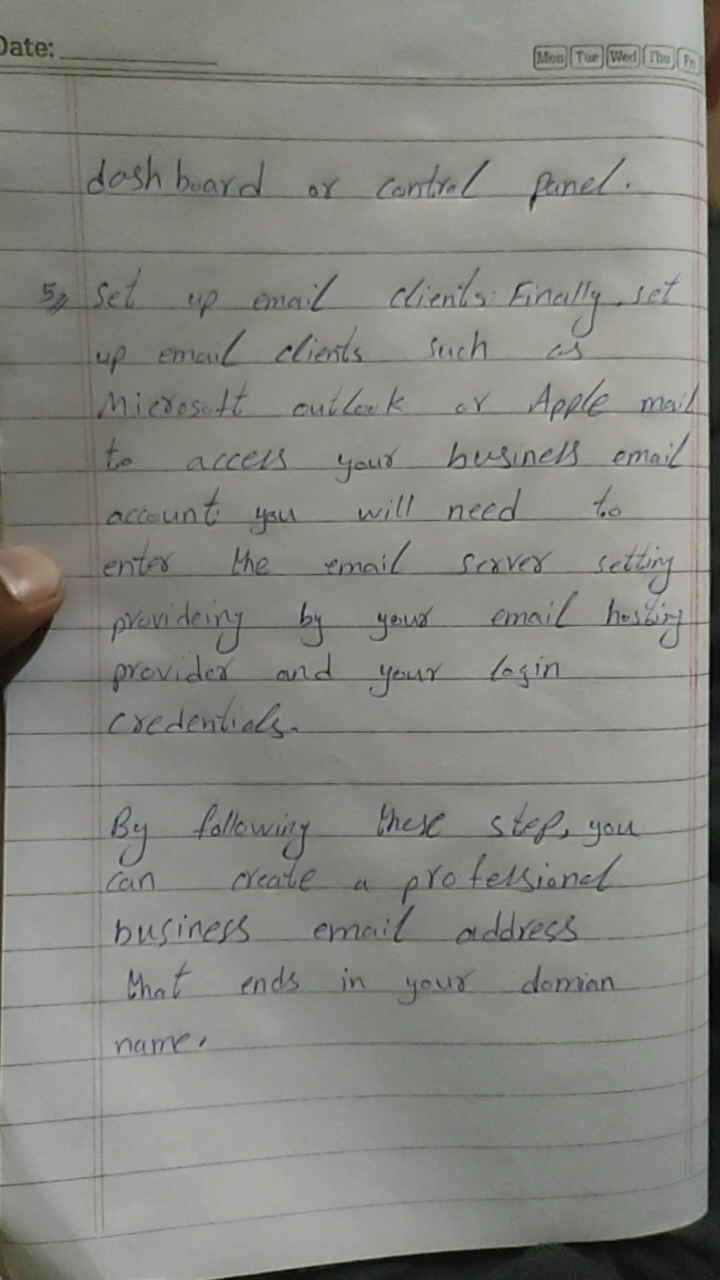 Date:
Mon Tue Wed Thu Fri
dashboard or control panel.
5 Set up email clients: Finally, set
up email clients such as
Microsoft outlook or Apple mail
to access your business email
account. you will need to
enter the email server setting
provideing by your email hosting
provider and your login
credentials.
By following these step, you
can create a professional
business email address
that ends in your domian
name.